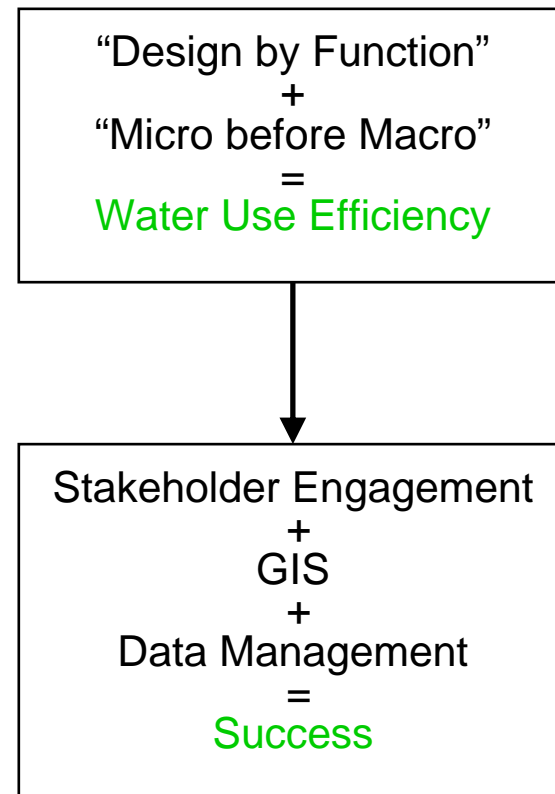 “Design by Function”
+
“Micro before Macro”
=
Water Use Efficiency
Stakeholder Engagement
+
GIS
+
Data Management
=
Success